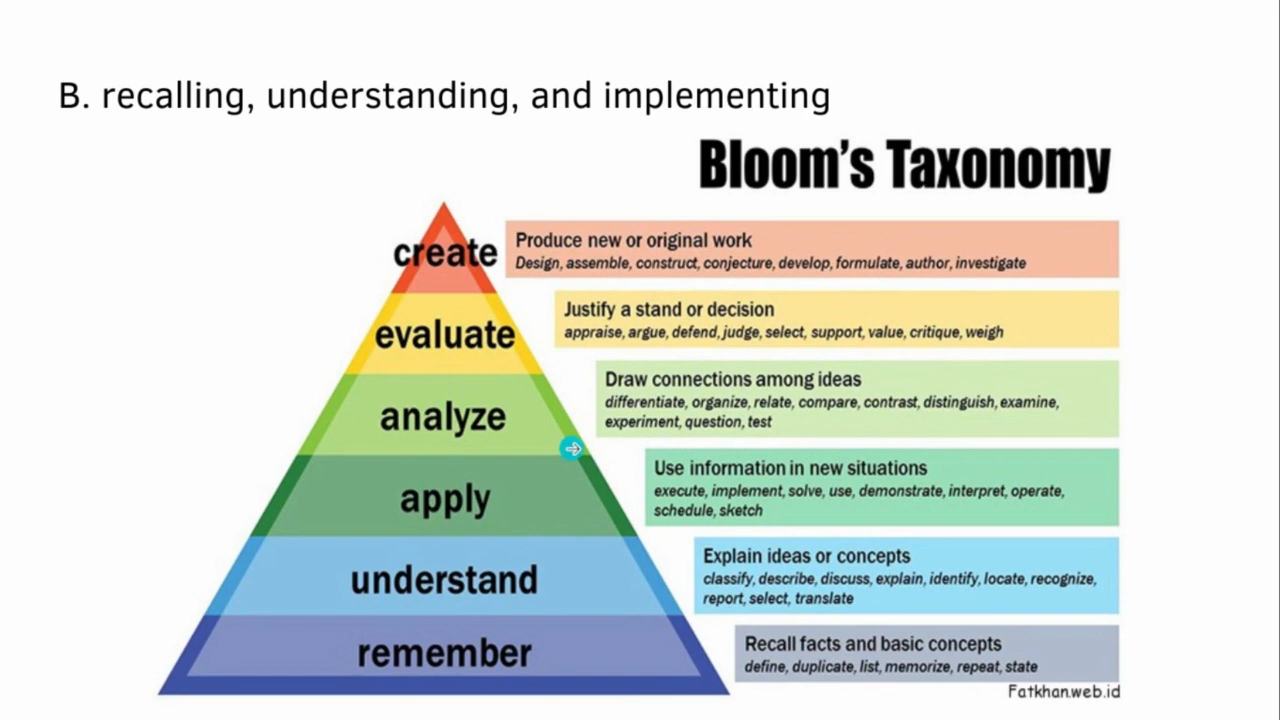 B. recalling, understanding, and implementing
Bloom's Taxonomy
create
Produce new or original work
Design, assemble, construct, conjecture, develop, formulate, author, investigate
evaluate
Justify a stand or decision
appraise, argue, defend, judge, select, support, value, critique, weigh
analyze
Draw connections among ideas
differentiate, organize, relate, compare, contrast, distinguish, examine,
experiment, question, test
apply
Use information in new situations
execute, implement, solve, use, demonstrate, interpret, operate,
schedule, sketch
understand
Explain ideas or concepts
classify, describe, discuss, explain, identify, locate, recognize,
report, select, translate
remember
Recall facts and basic concepts
define, duplicate, list, memorize, repeat, state
Fatkhan.web.id